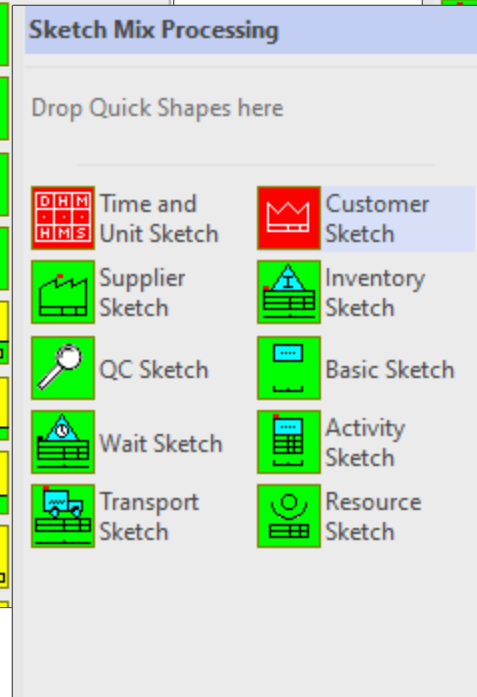 Sketch Mix Processing
Drop Quick Shapes here
D H M
H M S
Time and
Unit Sketch
Customer
Sketch
Supplier
Sketch
I
Inventory
Sketch
QC Sketch
Basic Sketch
Wait Sketch
Activity
Sketch
Transport
Sketch
Resource
Sketch